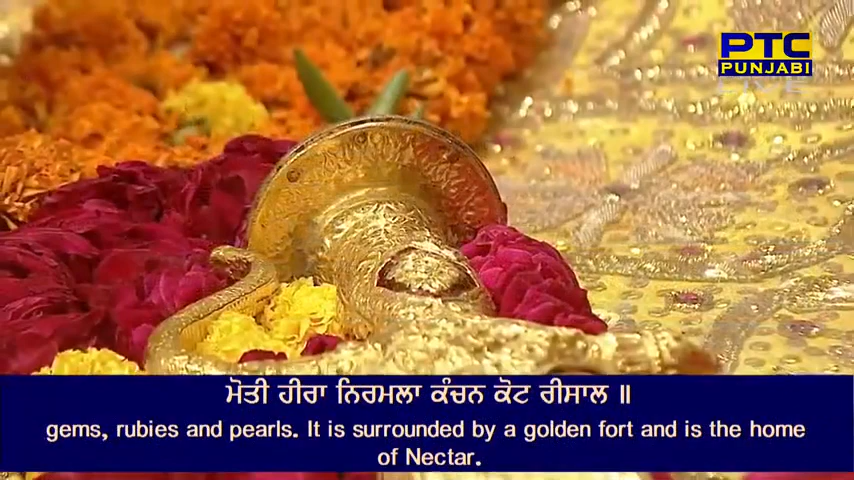 PTC
PUNJABI
LIVE
ਮੋਤੀ ਹੀਰਾ ਨਿਰਮਲਾ ਕੰਚਨ ਕੋਟ ਰੀਸਾਲ ॥
gems, rubies and pearls. It is surrounded by a golden fort and is the home
of Nectar.